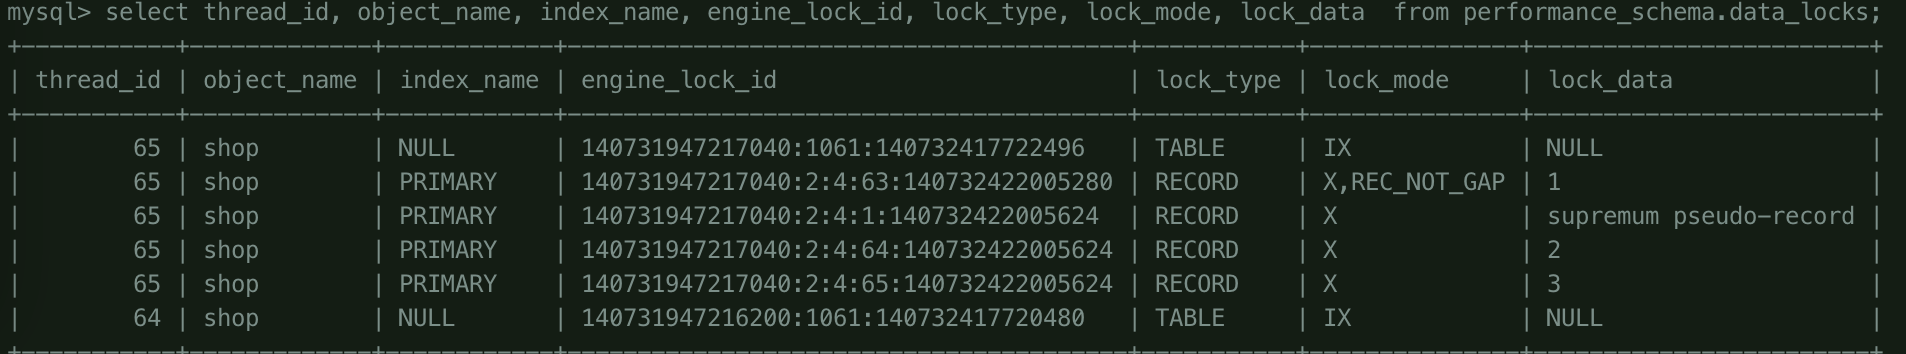 mysql> select thread_id, object_name, index_name, engine_lock_id, lock_type, lock_mode, lock_data  from performance_schema.data_locks;
+-----------+-------------+------------+-----------------------------------------+-----------+---------------+------------------------+
| thread_id | object_name | index_name | engine_lock_id                          | lock_type | lock_mode     | lock_data              |
+-----------+-------------+------------+-----------------------------------------+-----------+---------------+------------------------+
|        65 | shop        | NULL       | 140731947217040:1061:140732417722496    | TABLE     | IX            | NULL                   |
|        65 | shop        | PRIMARY    | 140731947217040:2:4:63:140732422005280 | RECORD    | X,REC_NOT_GAP | 1                      |
|        65 | shop        | PRIMARY    | 140731947217040:2:4:1:140732422005624  | RECORD    | X             | supremum pseudo-record |
|        65 | shop        | PRIMARY    | 140731947217040:2:4:64:140732422005624 | RECORD    | X             | 2                      |
|        65 | shop        | PRIMARY    | 140731947217040:2:4:65:140732422005624 | RECORD    | X             | 3                      |
|        64 | shop        | NULL       | 140731947216200:1061:140732417720480    | TABLE     | IX            | NULL                   |
+-----------+-------------+------------+-----------------------------------------+-----------+---------------+------------------------+